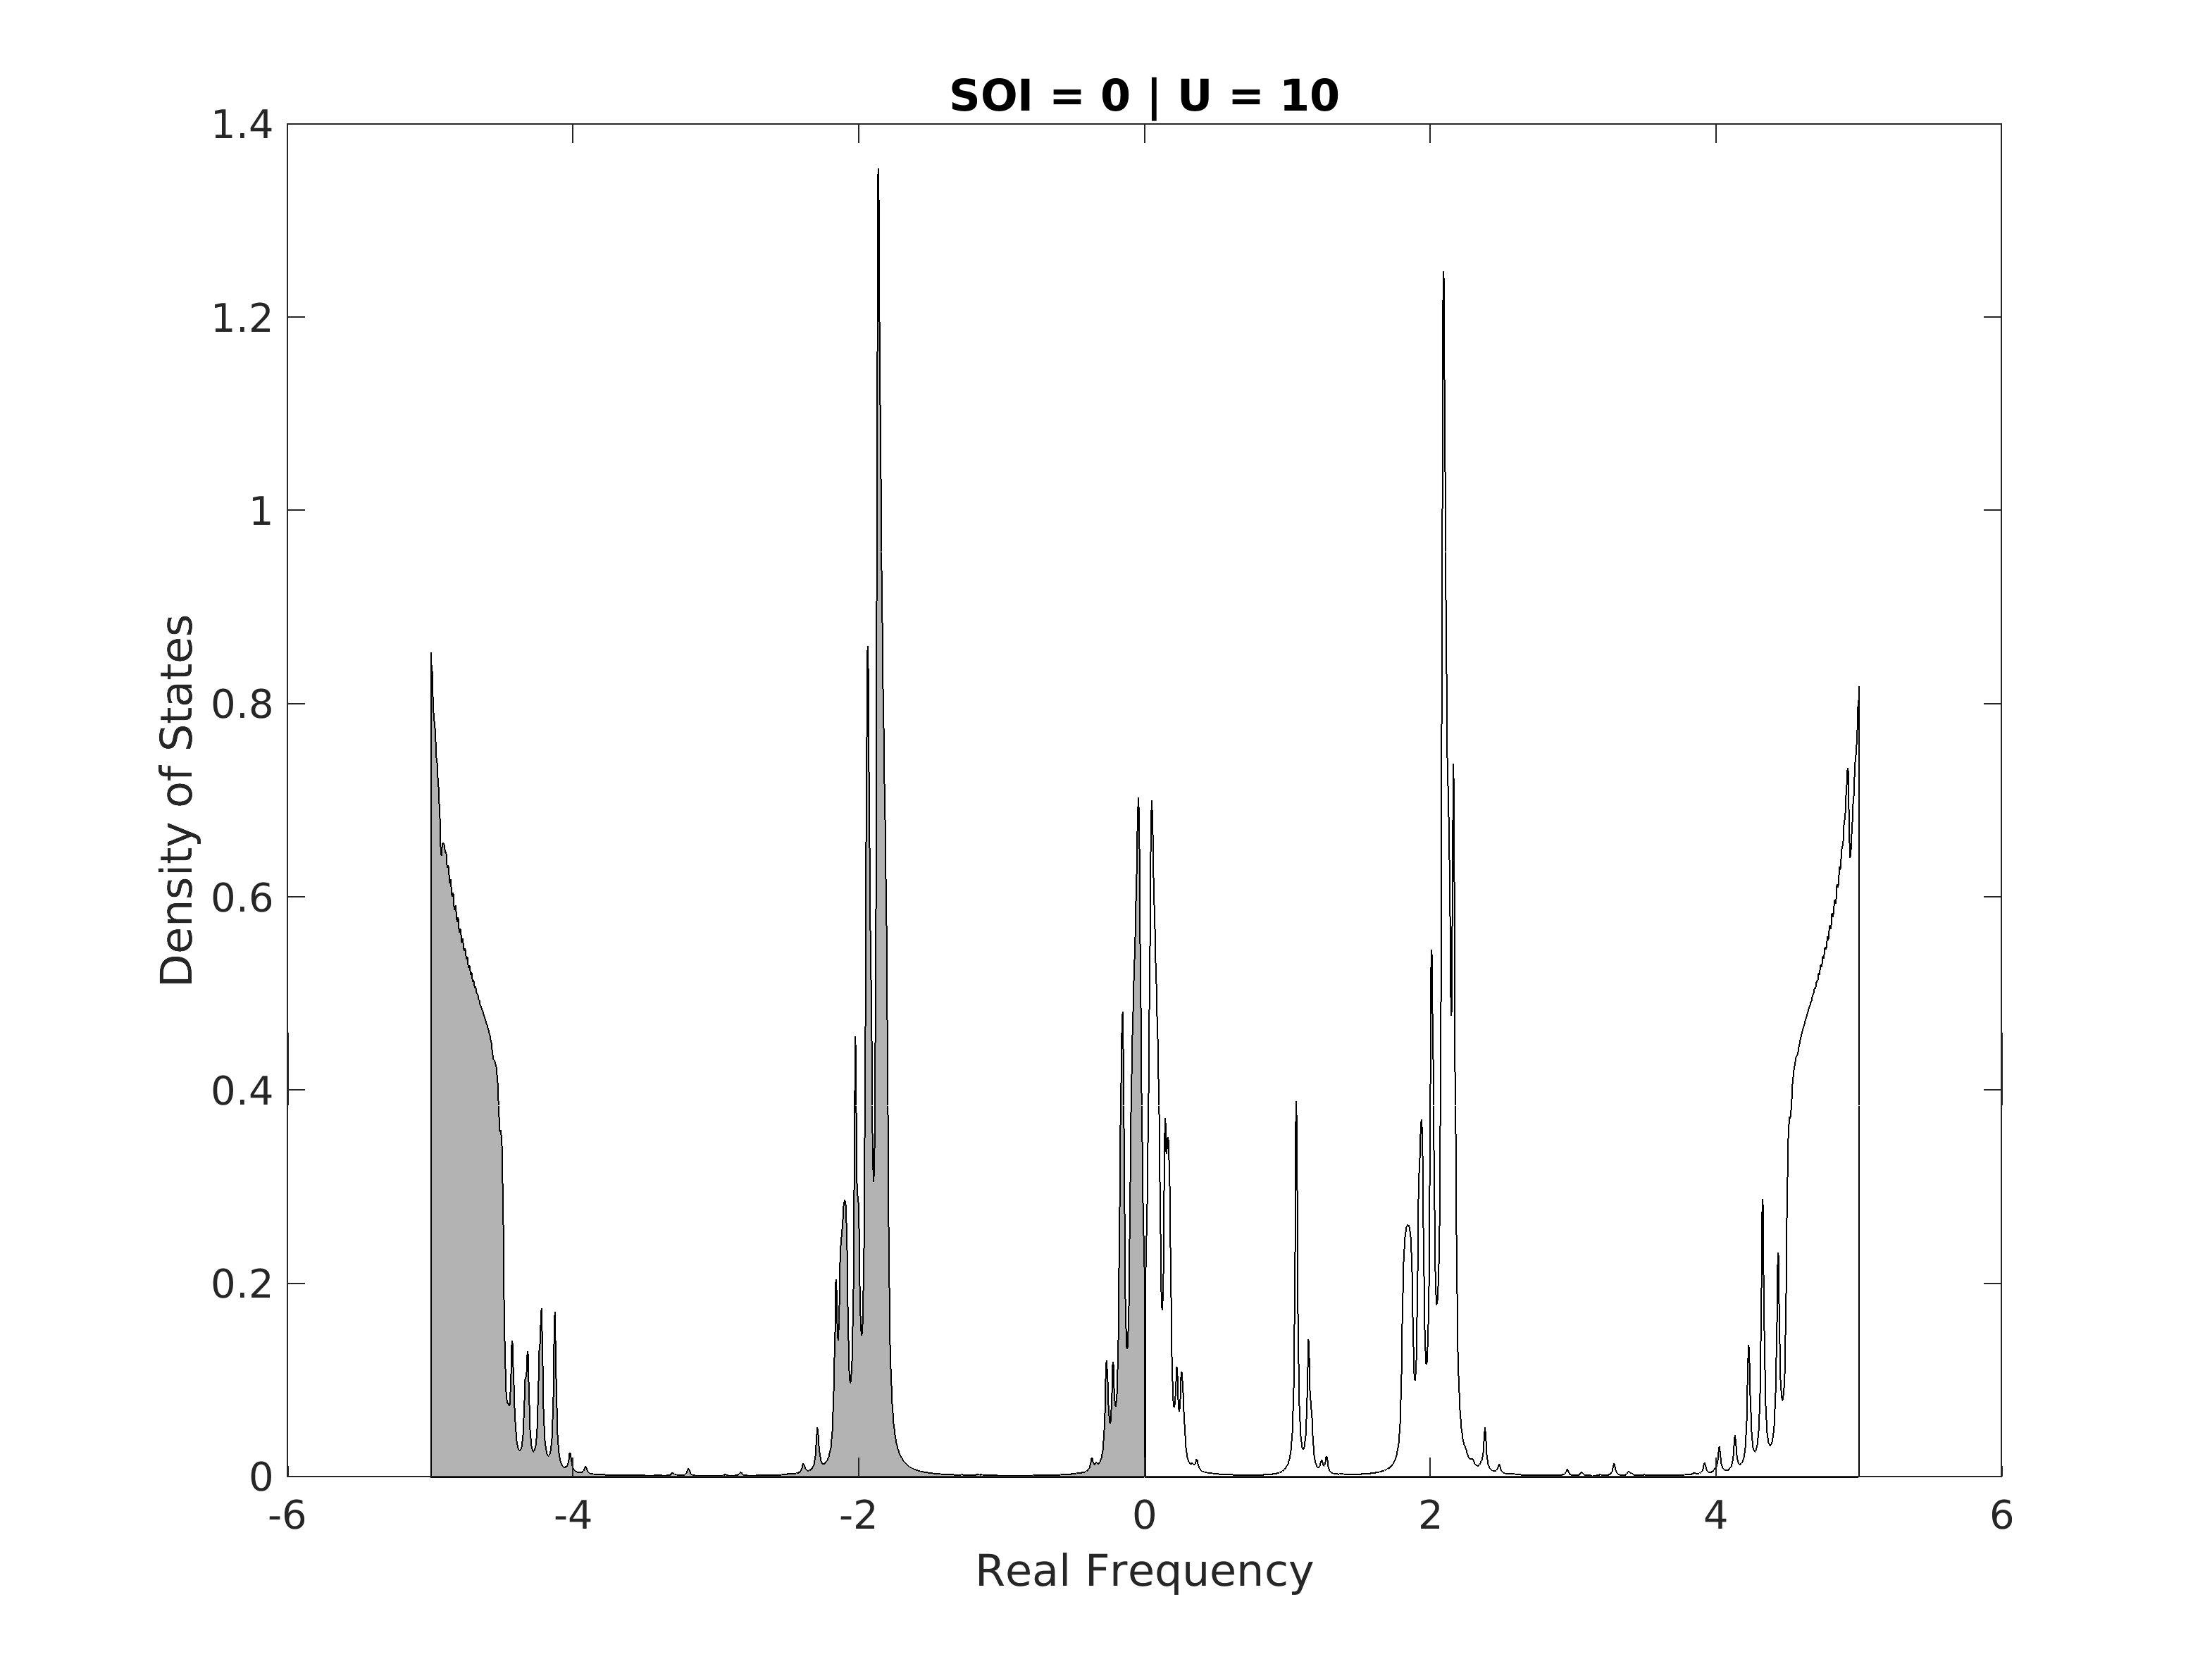 SOI = 0 | U = 10
1.4
1.2
1
0.8
0.6
0.4
0.2
0
Density of States
-6 -4 -2 0 2 4 6
Real Frequency